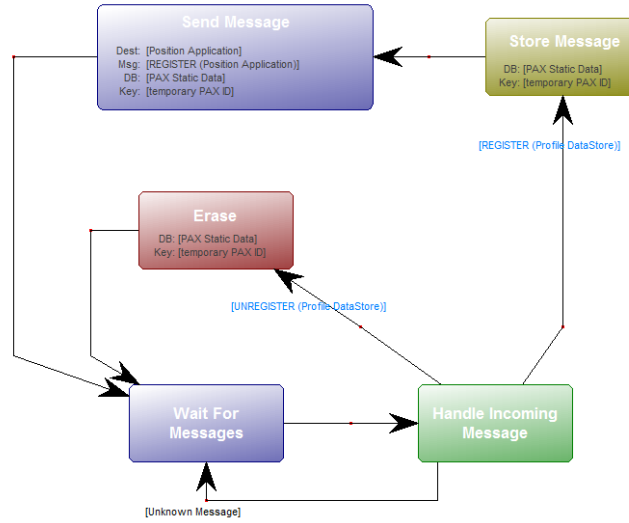 Send Message
Dest: [Position Application]
Msg: [REGISTER (Position Application)]
DB: [PAX Static Data]
Key: [temporary PAX ID]
Store Message
DB: [PAX Static Data]
Key: [temporary PAX ID]
[REGISTER (Profile DataStore)]
Erase
DB: [PAX Static Data]
Key: [temporary PAX ID]
[UNREGISTER (Profile DataStore)]
Wait For
Messages
Handle Incoming
Message
[Unknown Message]